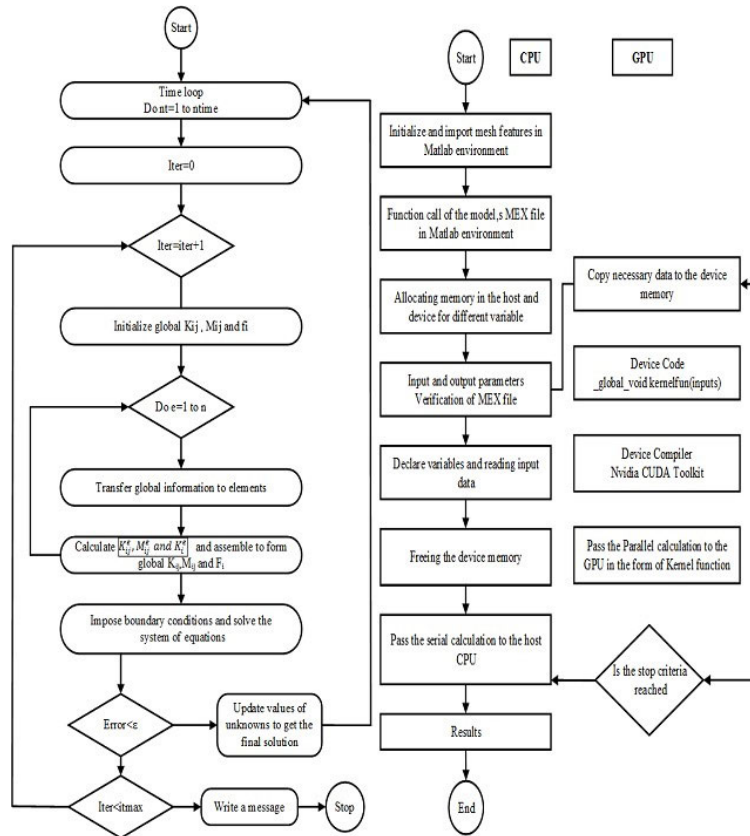 Start
Time loop
Do nt=1 to ntime
Iter=0
Iter=iter+1
Initialize global Kij , Mij and fi
Do e=1 to n
Transfer global information to elements
Calculate K_ij^e, M_ij^e and K_i^e and assemble to form
global K_ij,M_ij and F_i
Impose boundary conditions and solve the
system of equations
Error<ε
Update values of
unknowns to get the
final solution
Iter<itmax
Write a message
Stop
Start
CPU
GPU
Initialize and import mesh features in
Matlab environment
Function call of the model,s MEX file
in Matlab environment
Allocating memory in the host and
device for different variable
Input and output parameters
Verification of MEX file
Declare variables and reading input
data
Freeing the device memory
Pass the serial calculation to the host
CPU
Results
End
Copy necessary data to the device
memory
Device Code
_global_void kernelfun(inputs)
Device Compiler
Nvidia CUDA Toolkit
Pass the Parallel calculation to the
GPU in the form of Kernel function
Is the stop criteria
reached